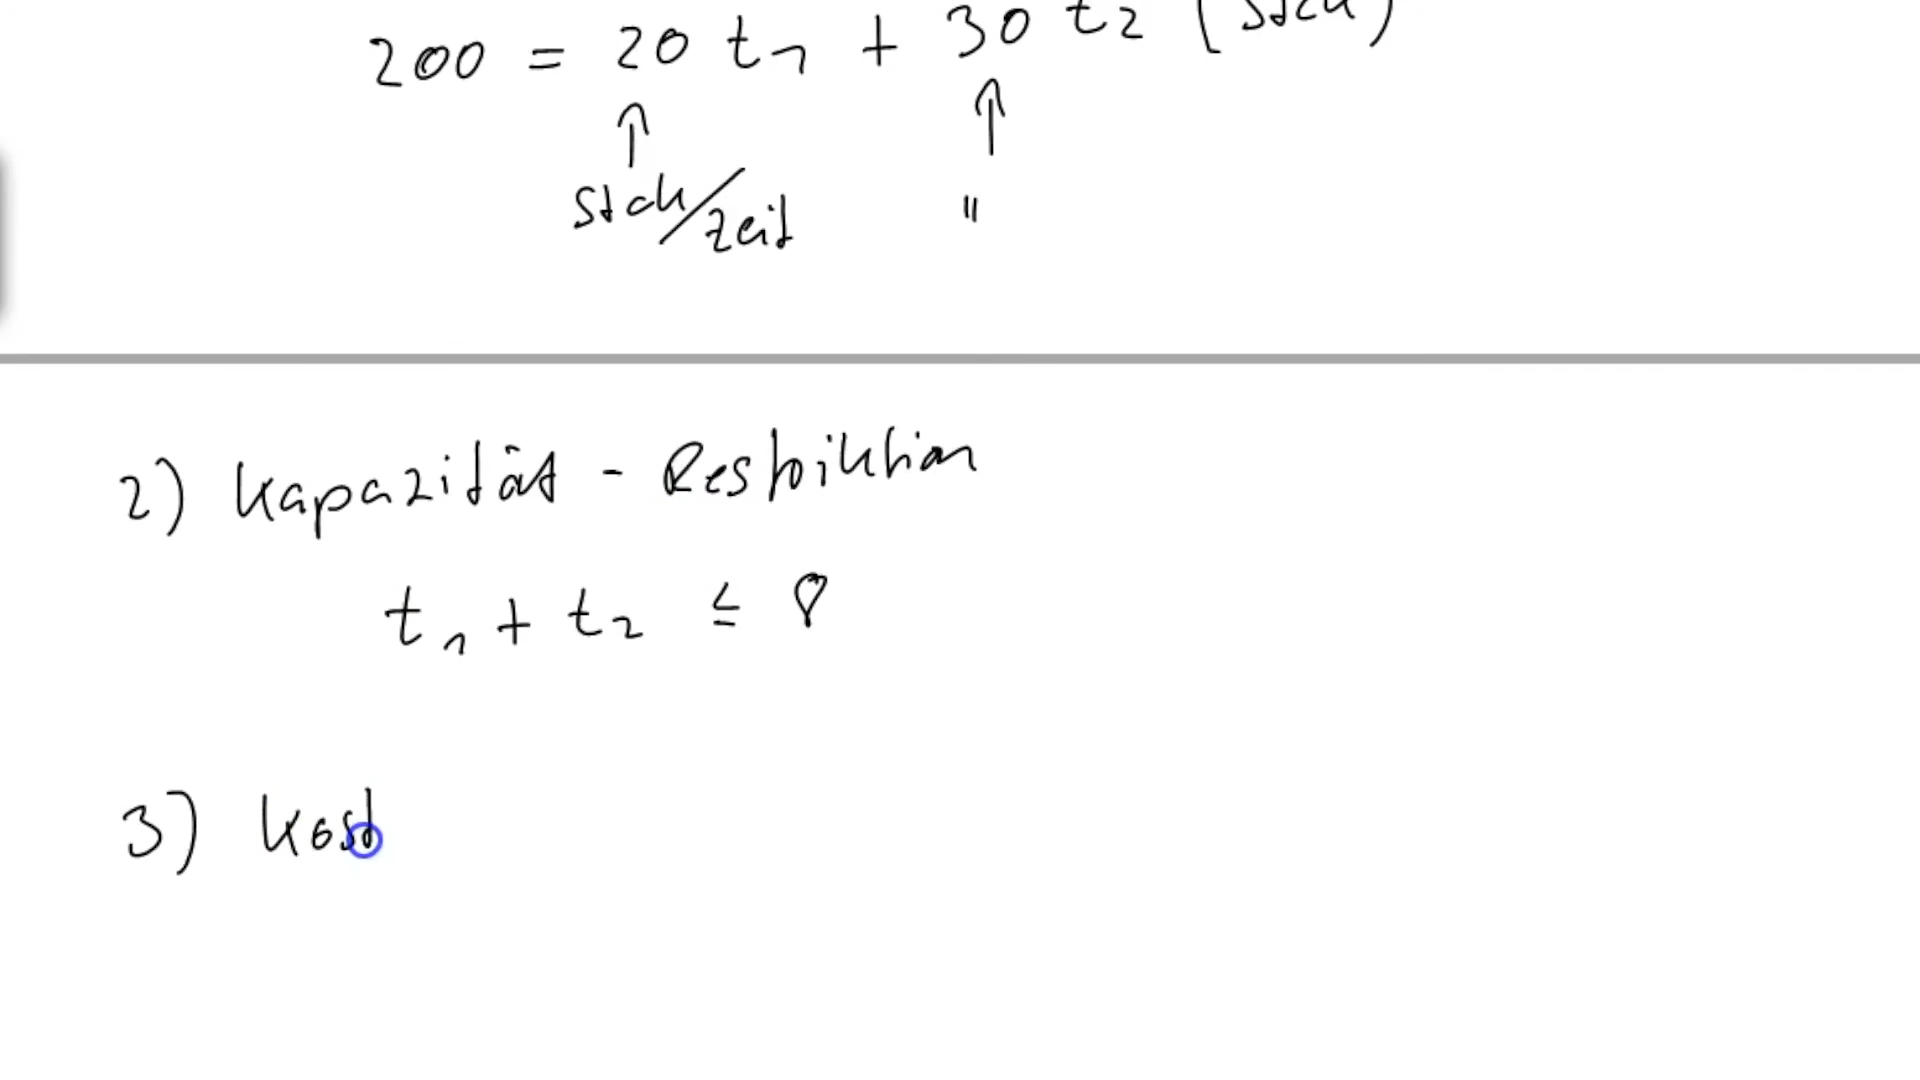 200 = 20 t₁ + 30 t₂ (Stck)
Stck/Zeit "
2) Kapazität - Restriktion
t₁ + t₂ ≤ 8
3) Kost